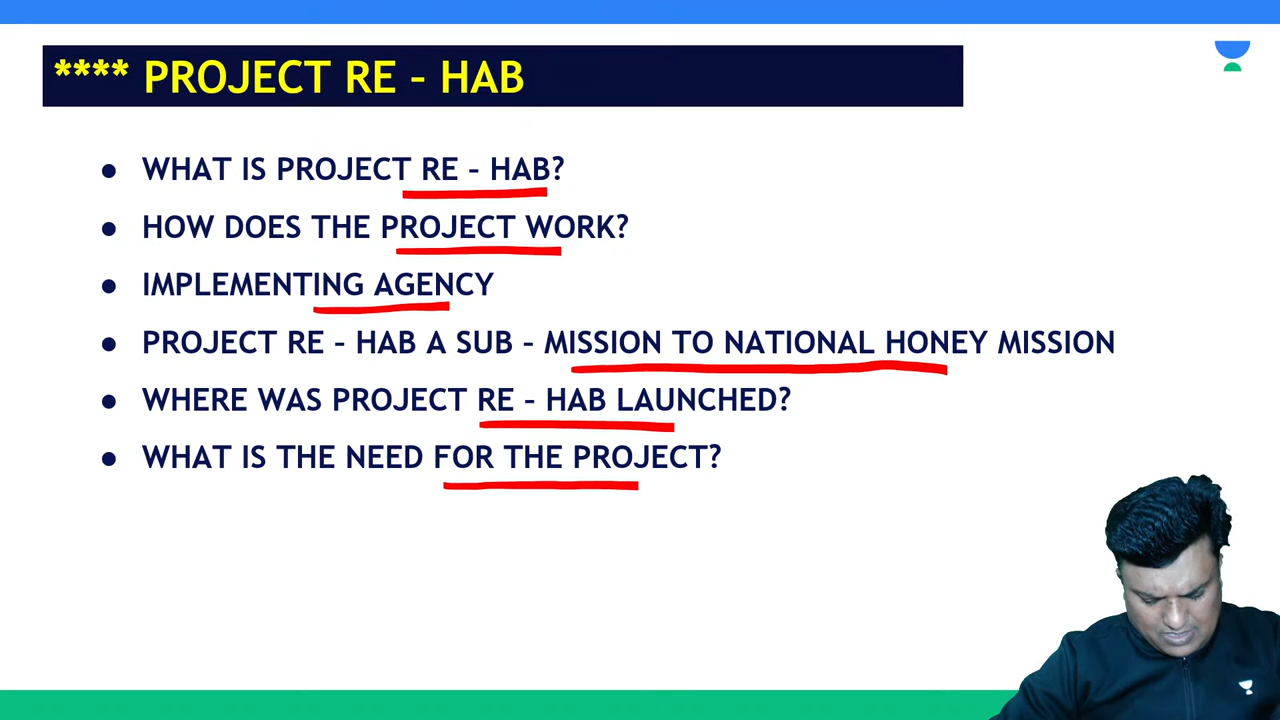 **** PROJECT RE – HAB
● WHAT IS PROJECT RE – HAB?
● HOW DOES THE PROJECT WORK?
● IMPLEMENTING AGENCY
● PROJECT RE – HAB A SUB – MISSION TO NATIONAL HONEY MISSION
● WHERE WAS PROJECT RE – HAB LAUNCHED?
● WHAT IS THE NEED FOR THE PROJECT?